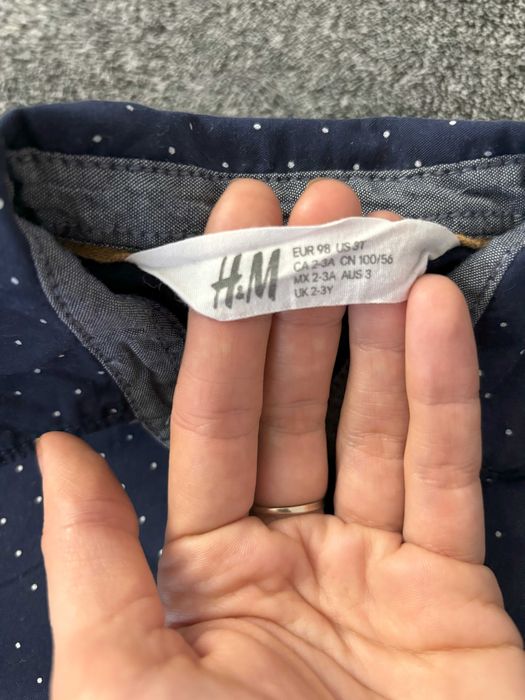 H&M
EUR 98 US 3T
CA 2-3A CN 100/56
MX 2-3A AUS 3
UK 2-3Y